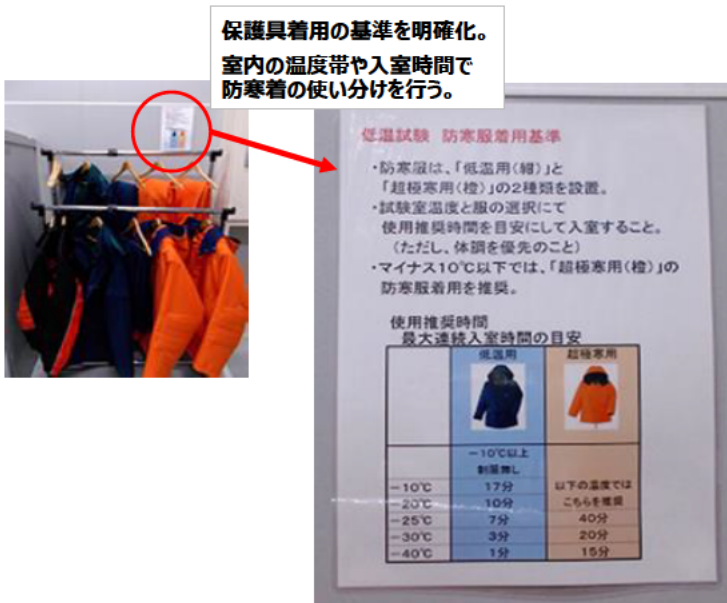 保護具着用の基準を明確化。
室内の温度帯や入室時間で
防寒着の使い分けを行う。
低温試験 防寒服着用基準
・防寒服は、「低温用(紺)」と
「超極寒用(橙)」の2種類を設置。
・試験室温度と服の選択にて
使用推奨時間を目安にして入室すること。
(ただし、体調を優先のこと)
・マイナス10℃以下では、「超極寒用(橙)」の
防寒服着用を推奨。
使用推奨時間
最大連続入室時間の目安
低温用 超極寒用
-10℃以上
制限無し
-10℃ 17分 以下の温度では
-20℃ 10分 こちらを推奨
-25℃ 7分 40分
-30℃ 3分 20分
-40℃ 1分 15分